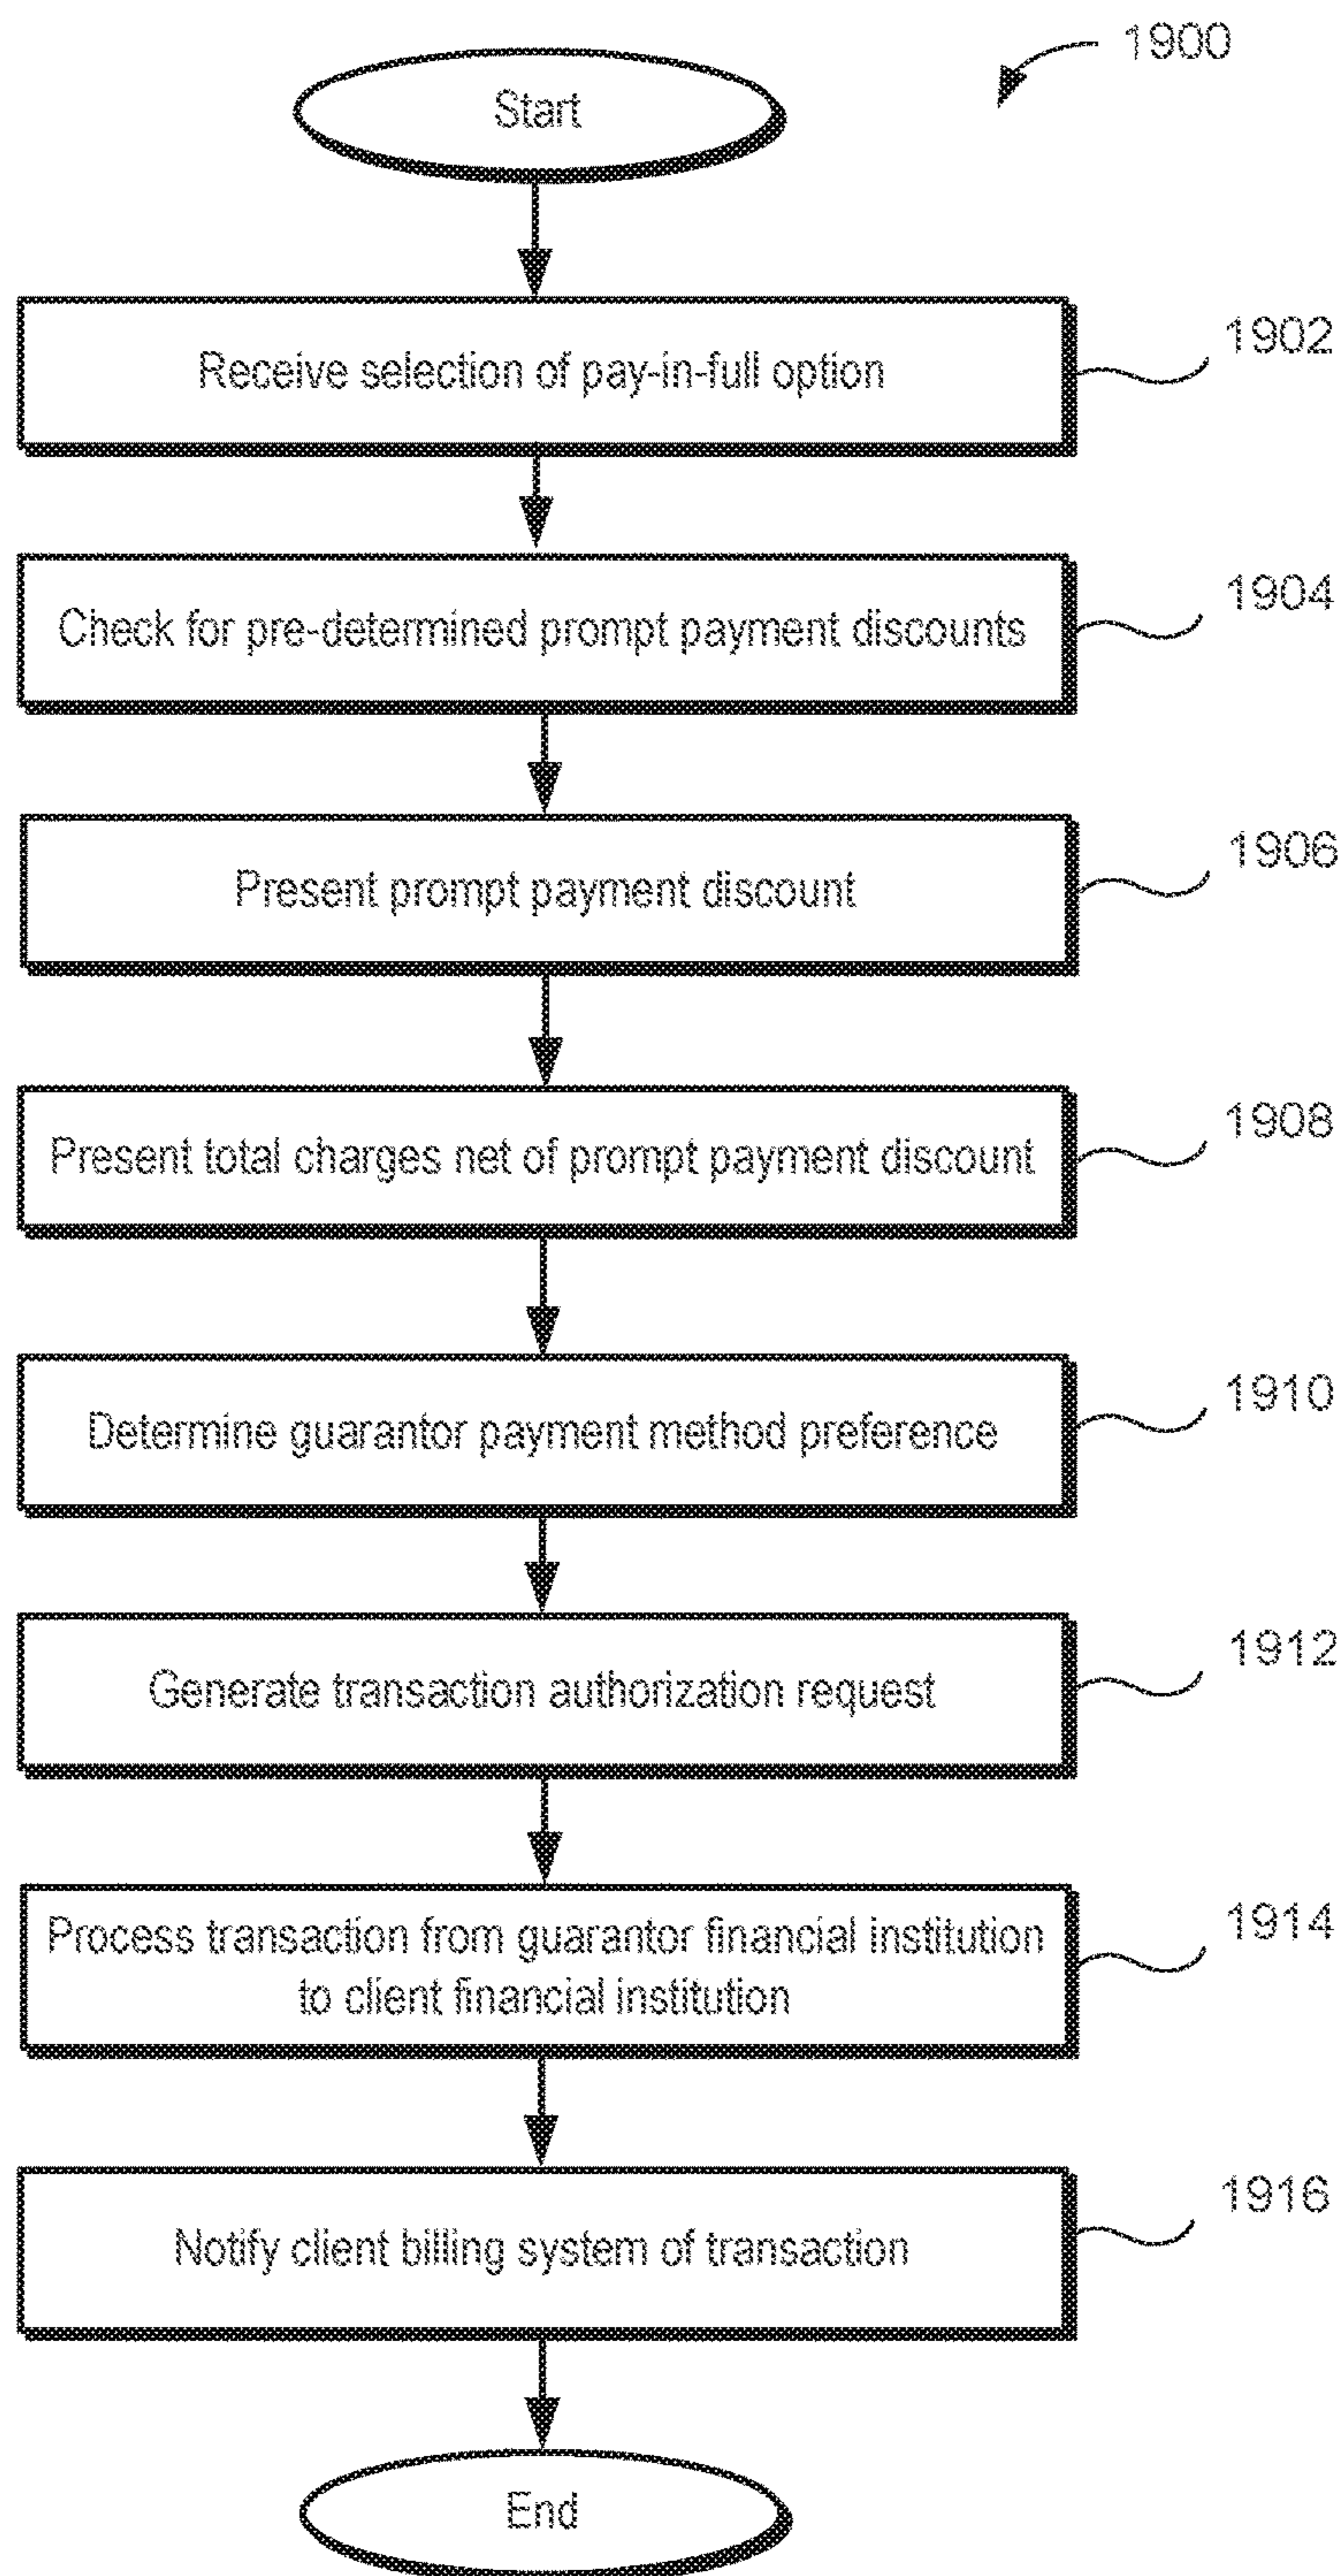 1900
Start
Receive selection of pay-in-full option
1902
Check for pre-determined prompt payment discounts
1904
Present prompt payment discount
1906
Present total charges net of prompt payment discount
1908
Determine guarantor payment method preference
1910
Generate transaction authorization request
1912
Process transaction from guarantor financial institution
to client financial institution
1914
Notify client billing system of transaction
1916
End